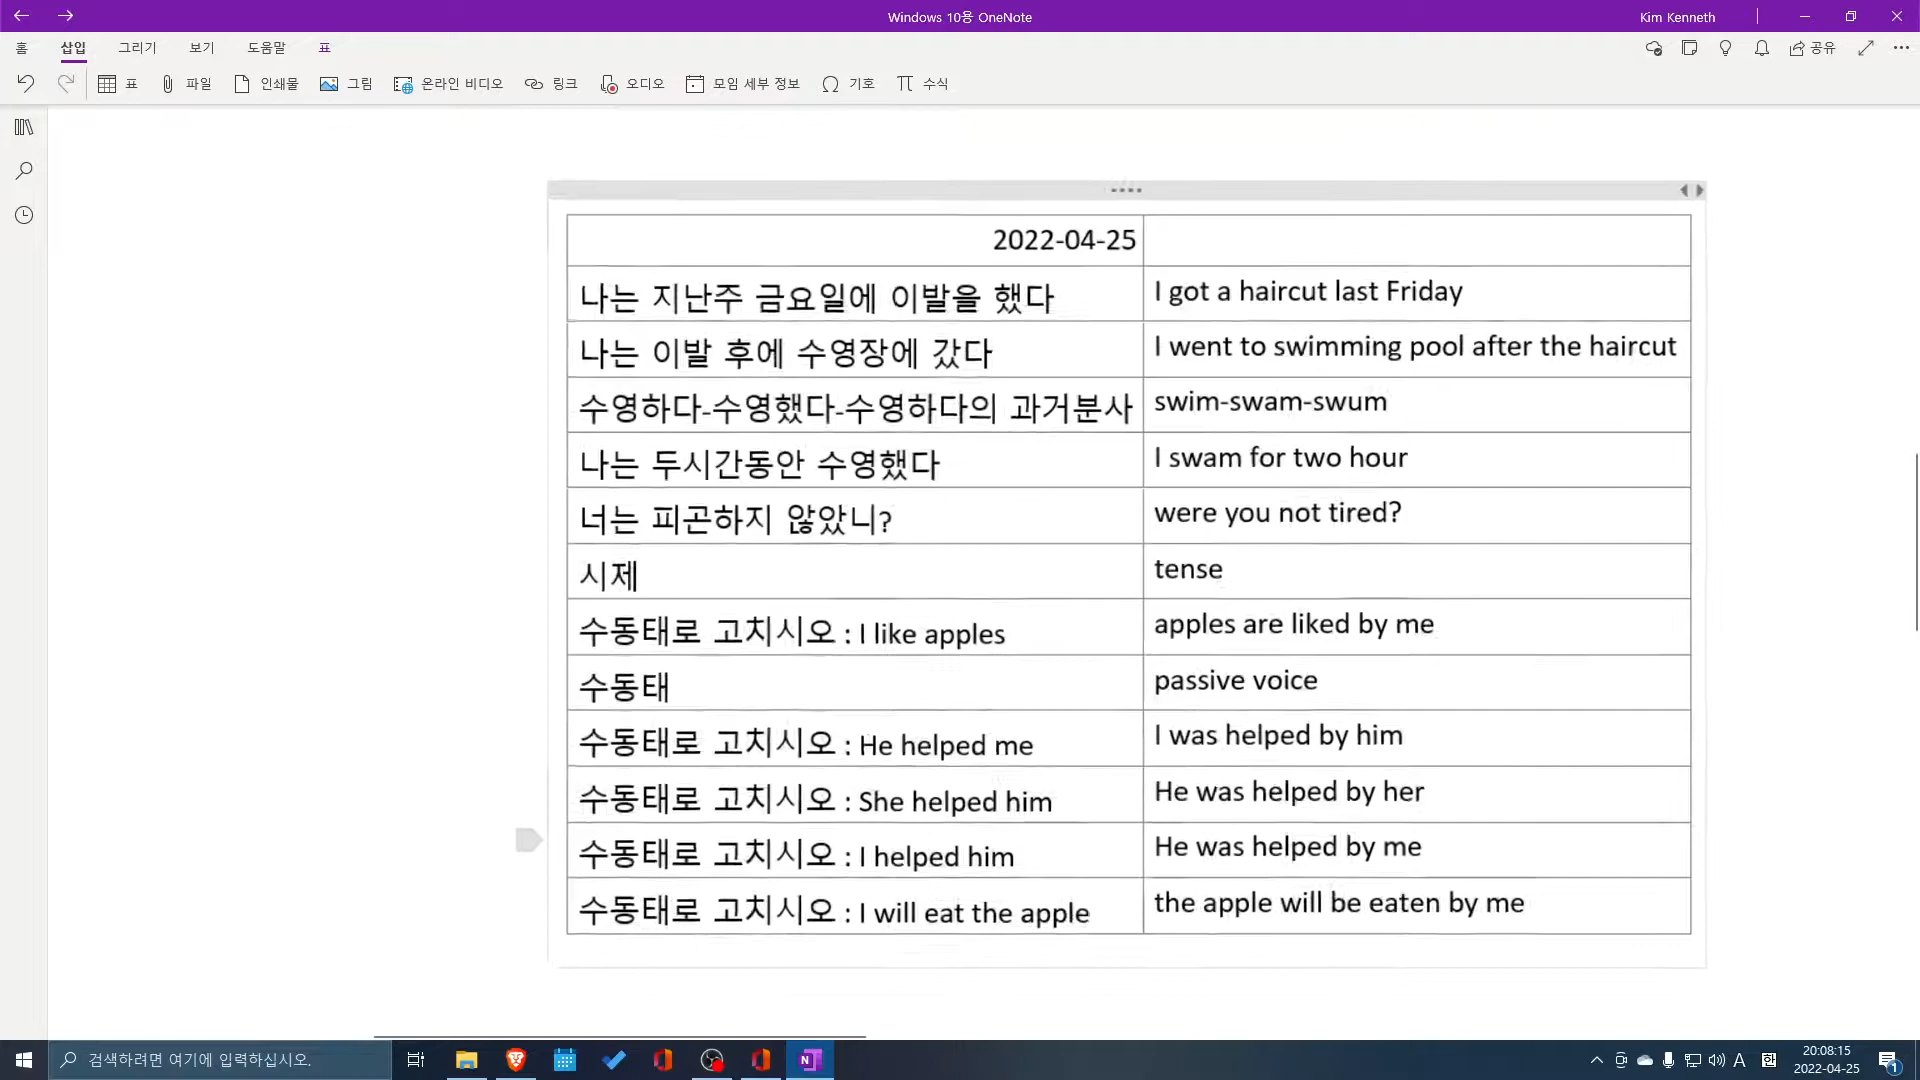 Windows 10용 OneNote
Kim Kenneth
홈 삽입 그리기 보기 도움말 표
공유
표 파일 인쇄물 그림 온라인 비디오 링크 오디오 모임 세부 정보 기호 수식
2022-04-25
나는 지난주 금요일에 이발을 했다 I got a haircut last Friday
나는 이발 후에 수영장에 갔다 I went to swimming pool after the haircut
수영하다-수영했다-수영하다의 과거분사 swim-swam-swum
나는 두시간동안 수영했다 I swam for two hour
너는 피곤하지 않았니? were you not tired?
시제 tense
수동태로 고치시오 : I like apples apples are liked by me
수동태 passive voice
수동태로 고치시오 : He helped me I was helped by him
수동태로 고치시오 : She helped him He was helped by her
수동태로 고치시오 : I helped him He was helped by me
수동태로 고치시오 : I will eat the apple the apple will be eaten by me
검색하려면 여기에 입력하십시오.
N
A 한
20:08:15
2022-04-25
1